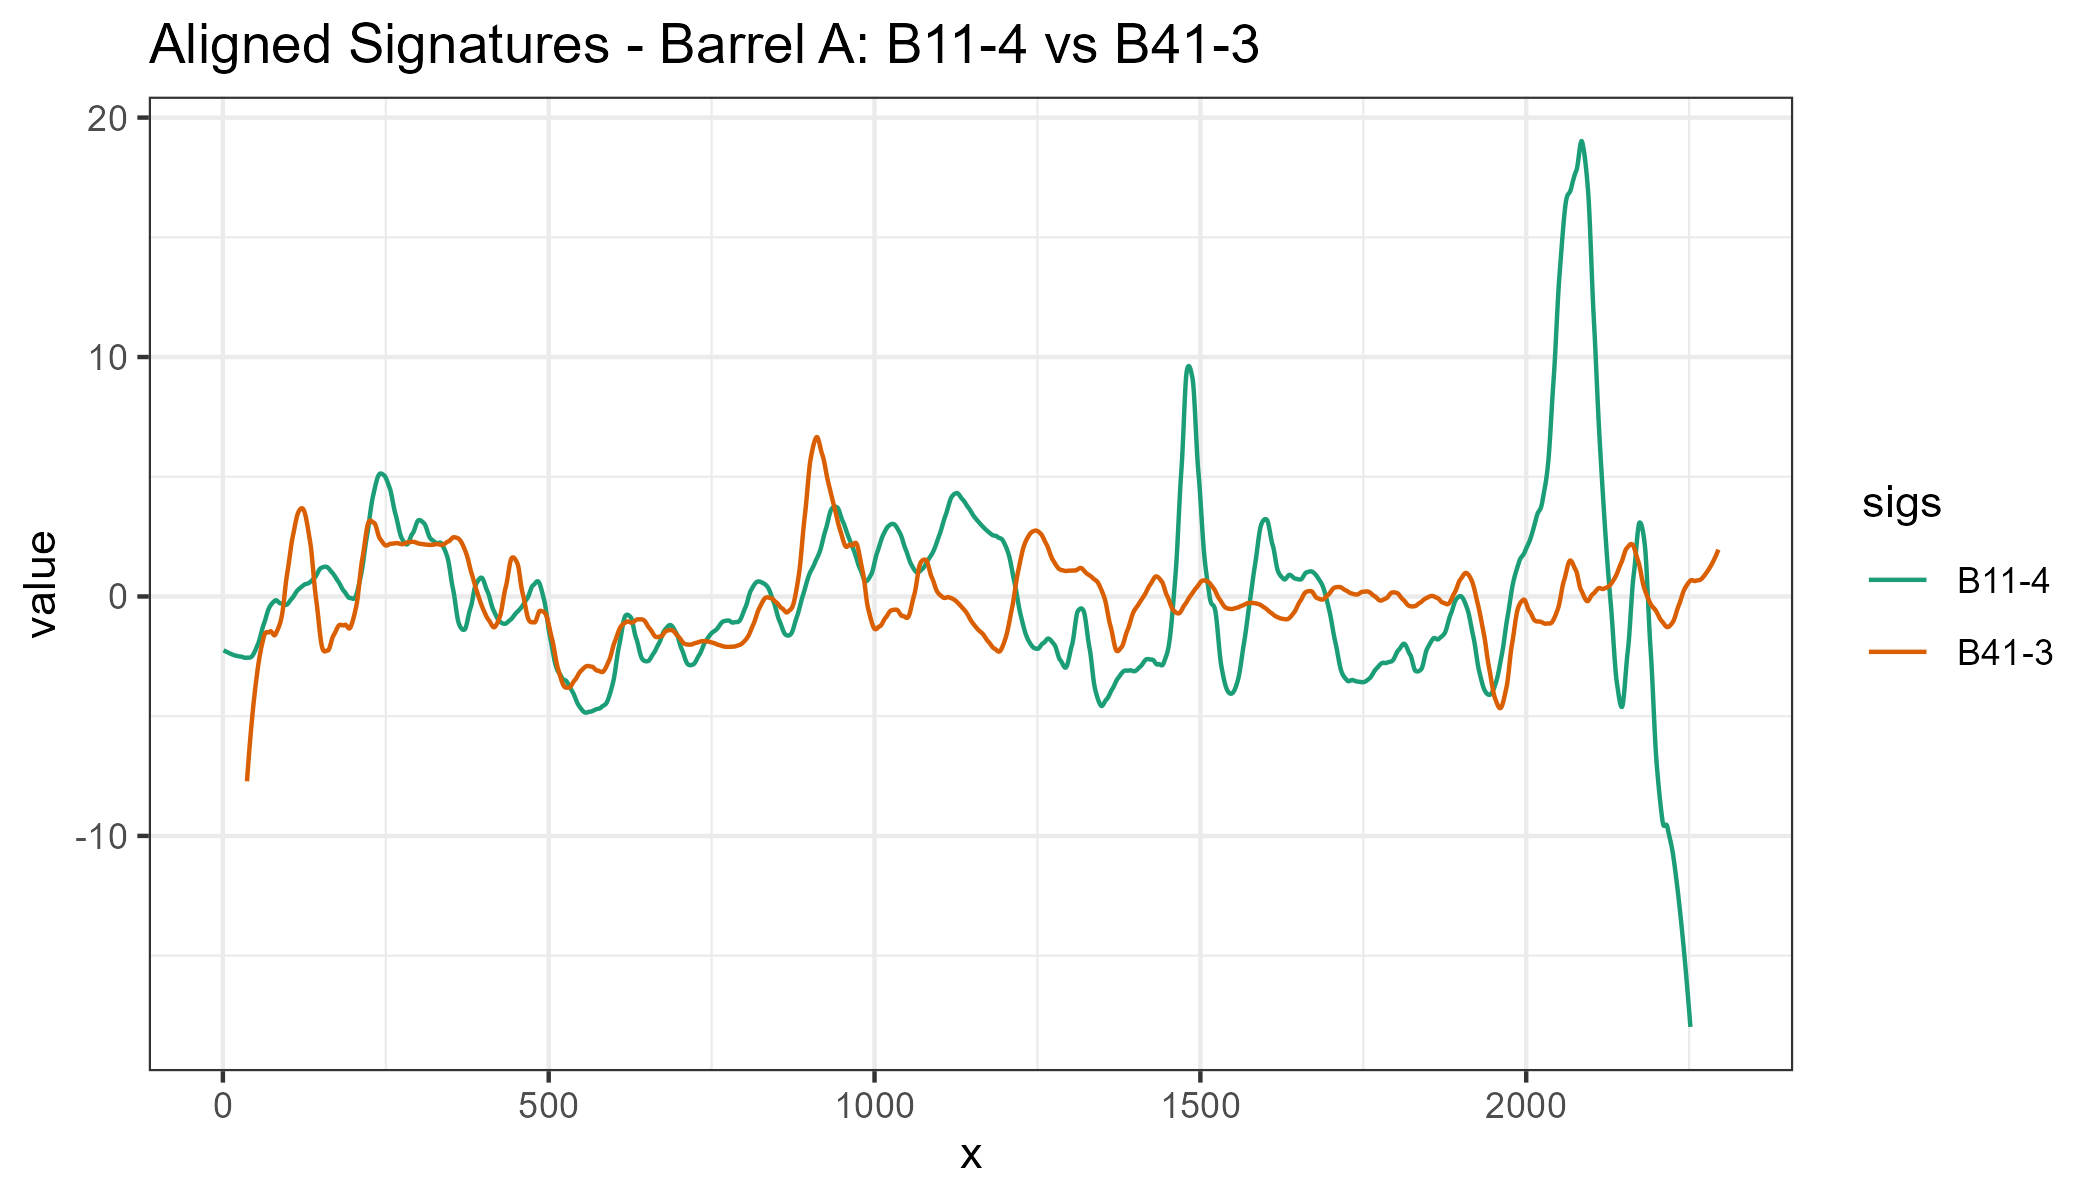 Aligned Signatures - Barrel A: B11-4 vs B41-3
20
10
0
-10
value
0 500 1000 1500 2000
x
sigs
B11-4
B41-3